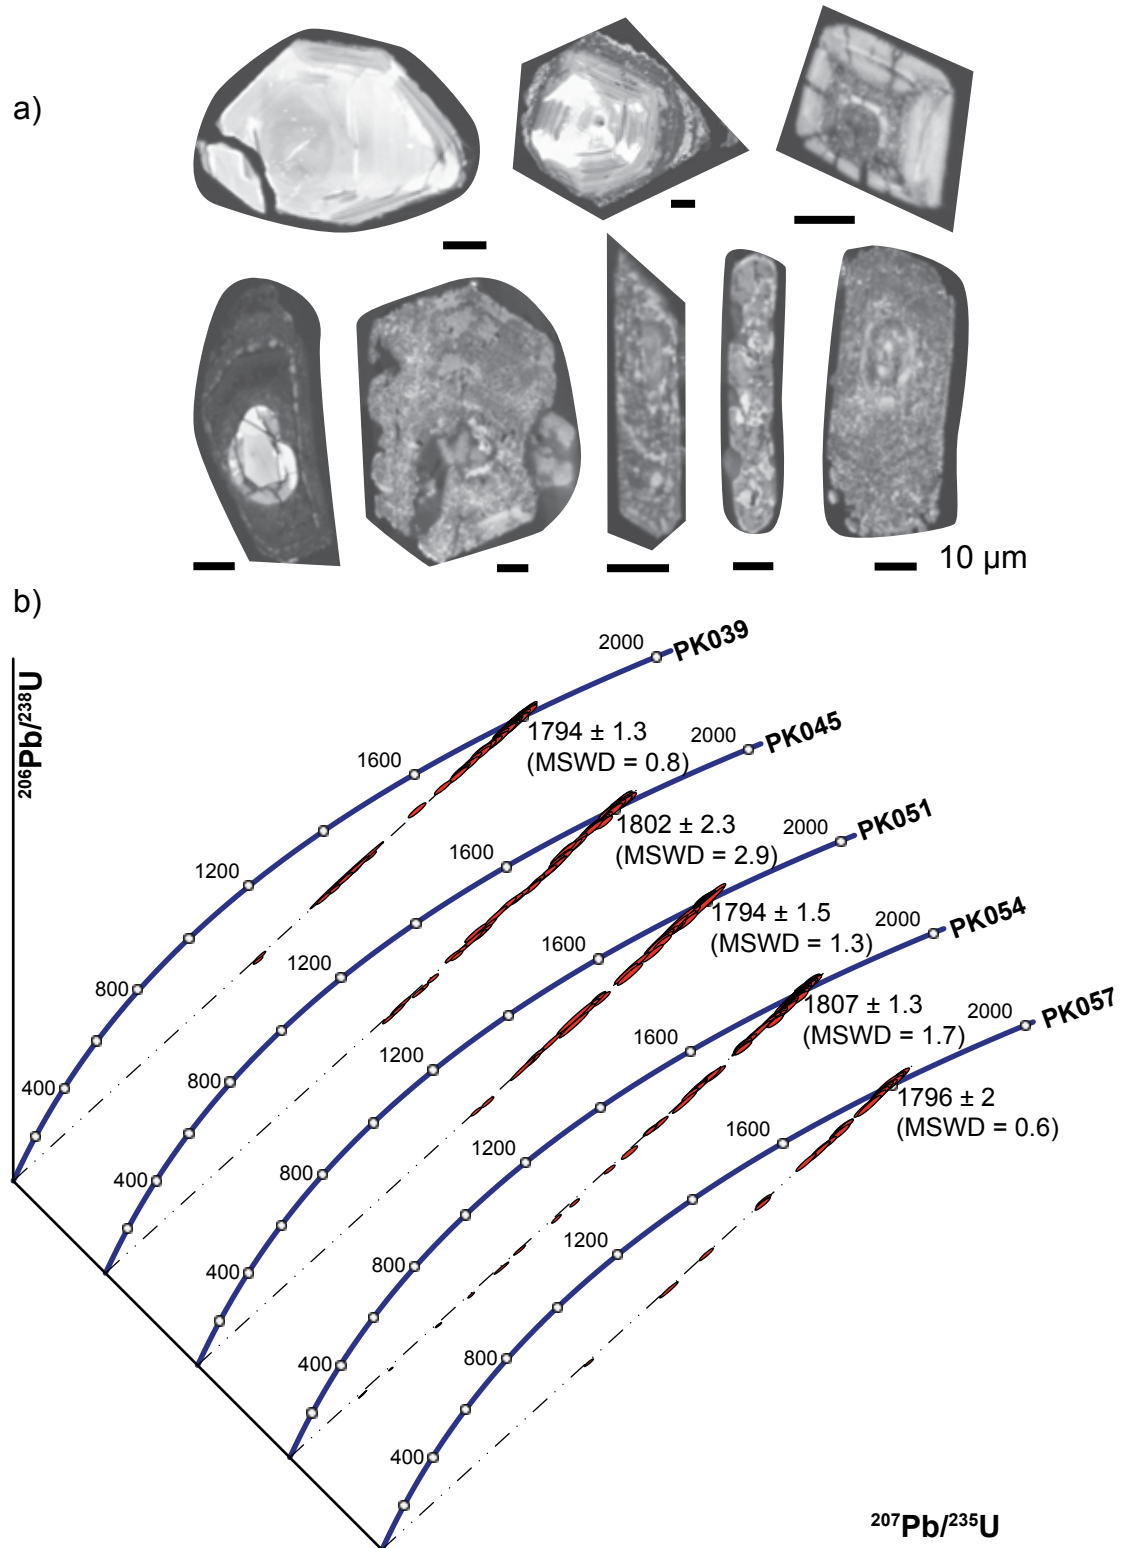 a)
10 µm
b)
²⁰⁶Pb/²³⁸U
2000
PK039
1600
1200
800
400
1794 ± 1.3
(MSWD = 0.8)
2000
PK045
1600
1200
800
400
1802 ± 2.3
(MSWD = 2.9)
2000
PK051
1600
1200
800
400
1794 ± 1.5
(MSWD = 1.3)
2000
PK054
1600
1200
800
400
1807 ± 1.3
(MSWD = 1.7)
2000
PK057
1600
1200
800
400
1796 ± 2
(MSWD = 0.6)
²⁰⁷Pb/²³⁵U